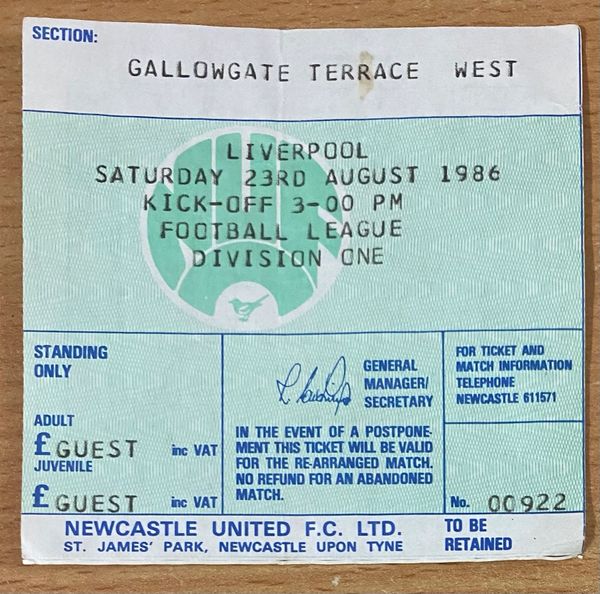 SECTION:
GALLOWGATE TERRACE WEST
LIVERPOOL
SATURDAY 23RD AUGUST 1986
KICK-OFF 3-00 PM
FOOTBALL LEAGUE
DIVISION ONE
STANDING
ONLY
ADULT
£ GUEST inc VAT
JUVENILE
£ GUEST inc VAT
GENERAL
MANAGER/
SECRETARY
IN THE EVENT OF A POSTPONE-
MENT THIS TICKET WILL BE VALID
FOR THE RE-ARRANGED MATCH.
NO REFUND FOR AN ABANDONED
MATCH.
FOR TICKET AND
MATCH INFORMATION
TELEPHONE
NEWCASTLE 611571
No. 00922
NEWCASTLE UNITED F.C. LTD.
ST. JAMES' PARK, NEWCASTLE UPON TYNE
TO BE
RETAINED